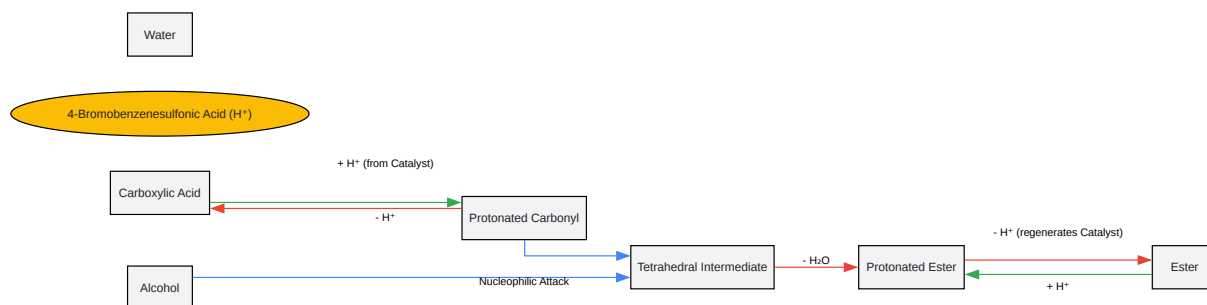 Water
4-Bromobenzenesulfonic Acid (H⁺)
+ H⁺ (from Catalyst)
Carboxylic Acid
- H⁺
Protonated Carbonyl
- H⁺ (regenerates Catalyst)
- H₂O
Tetrahedral Intermediate
Protonated Ester
Ester
Nucleophilic Attack
+ H⁺
Alcohol